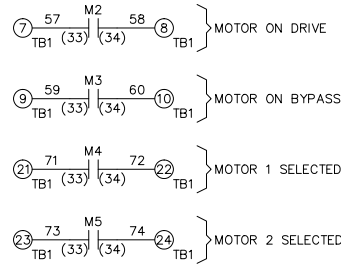 M2
7 57 58 8 MOTOR ON DRIVE
TB1 (33) (34) TB1
M3
9 59 60 10 MOTOR ON BYPASS
TB1 (33) (34) TB1
M4
21 71 72 22 MOTOR 1 SELECTED
TB1 (33) (34) TB1
M5
23 73 74 24 MOTOR 2 SELECTED
TB1 (33) (34) TB1